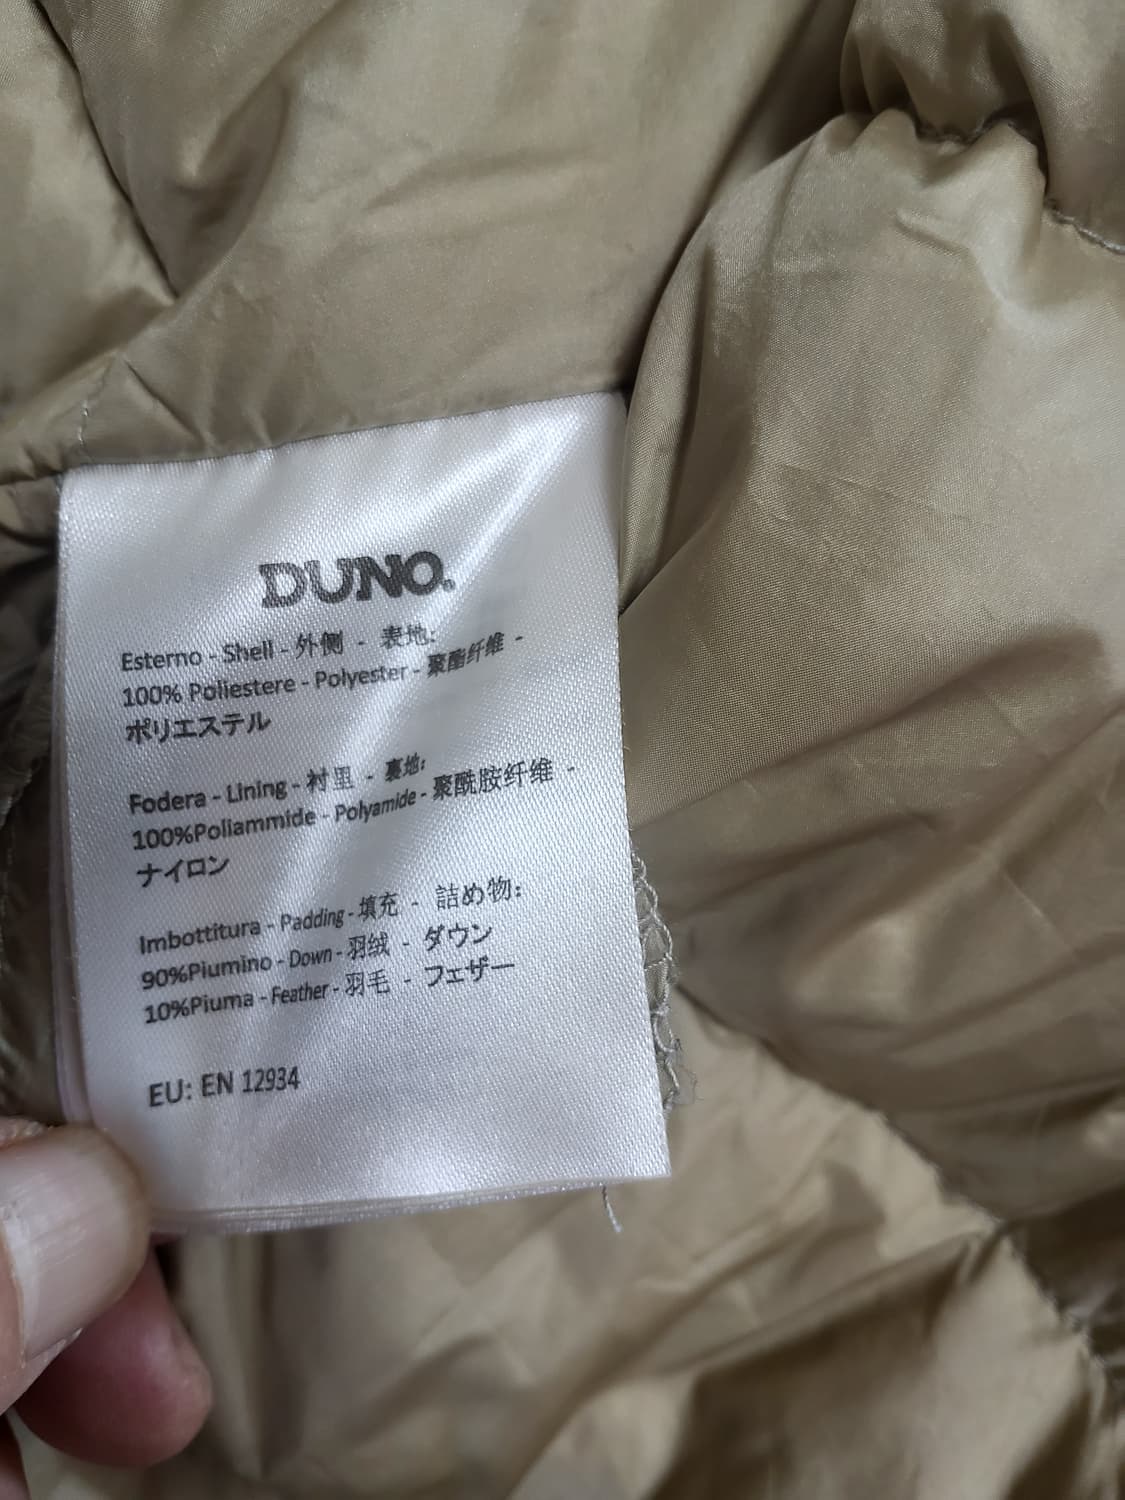 DUNO.
Esterno - Shell - 外侧 - 表地:
100% Poliestere - Polyester - 聚酯纤维 -
ポリエステル
Fodera - Lining - 衬里 - 裏地:
100%Poliammide - Polyamide - 聚酰胺纤维 -
ナイロン
Imbottitura - Padding - 填充 - 詰め物:
90%Piumino - Down - 羽绒 - ダウン
10%Piuma - Feather - 羽毛 - フェザー
EU: EN 12934